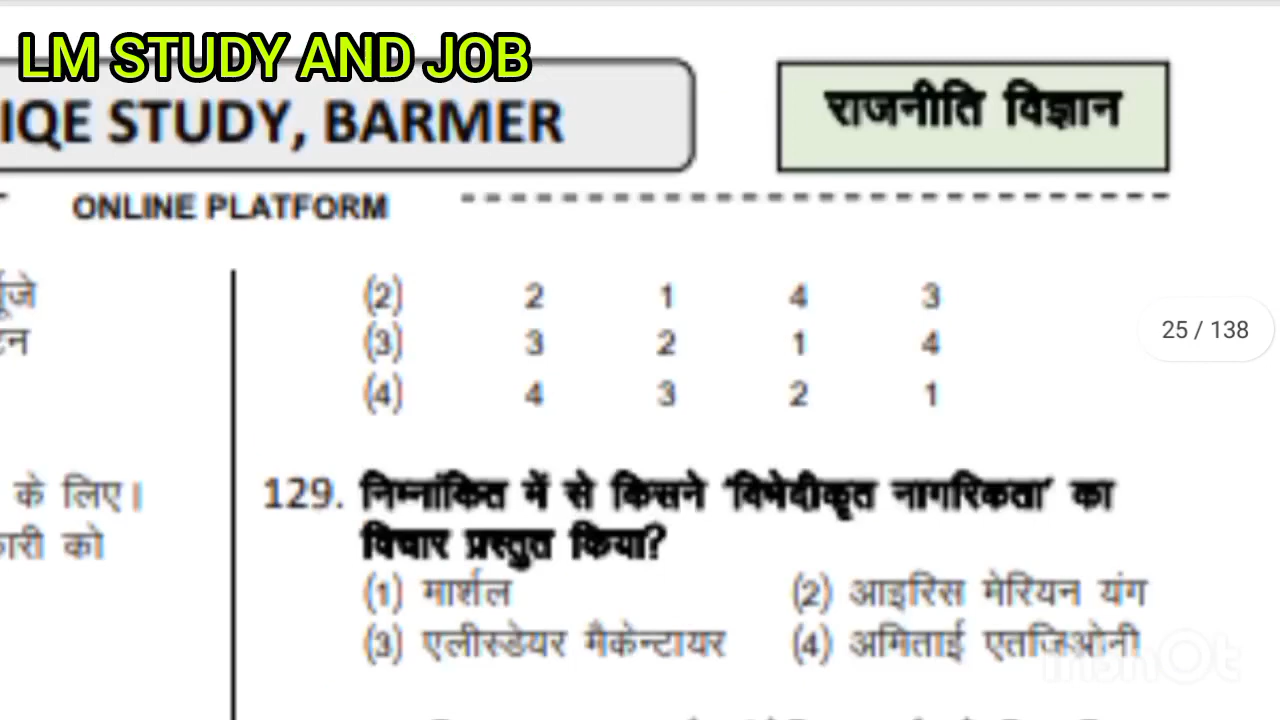 LM STUDY AND JOB
IQE STUDY, BARMER
राजनीति विज्ञान
ONLINE PLATFORM
के लिए।
कारी को
(2) 2 1 4 3
(3) 3 2 1 4
(4) 4 3 2 1
25 / 138
129. निम्नांकित में से किसने 'विभेदीकृत नागरिकता' का
विचार प्रस्तुत किया?
(1) मार्शल (2) आइरिस मेरियन यंग
(3) एलीस्डेयर मैकेन्टायर (4) अमिताई एतजिओनी